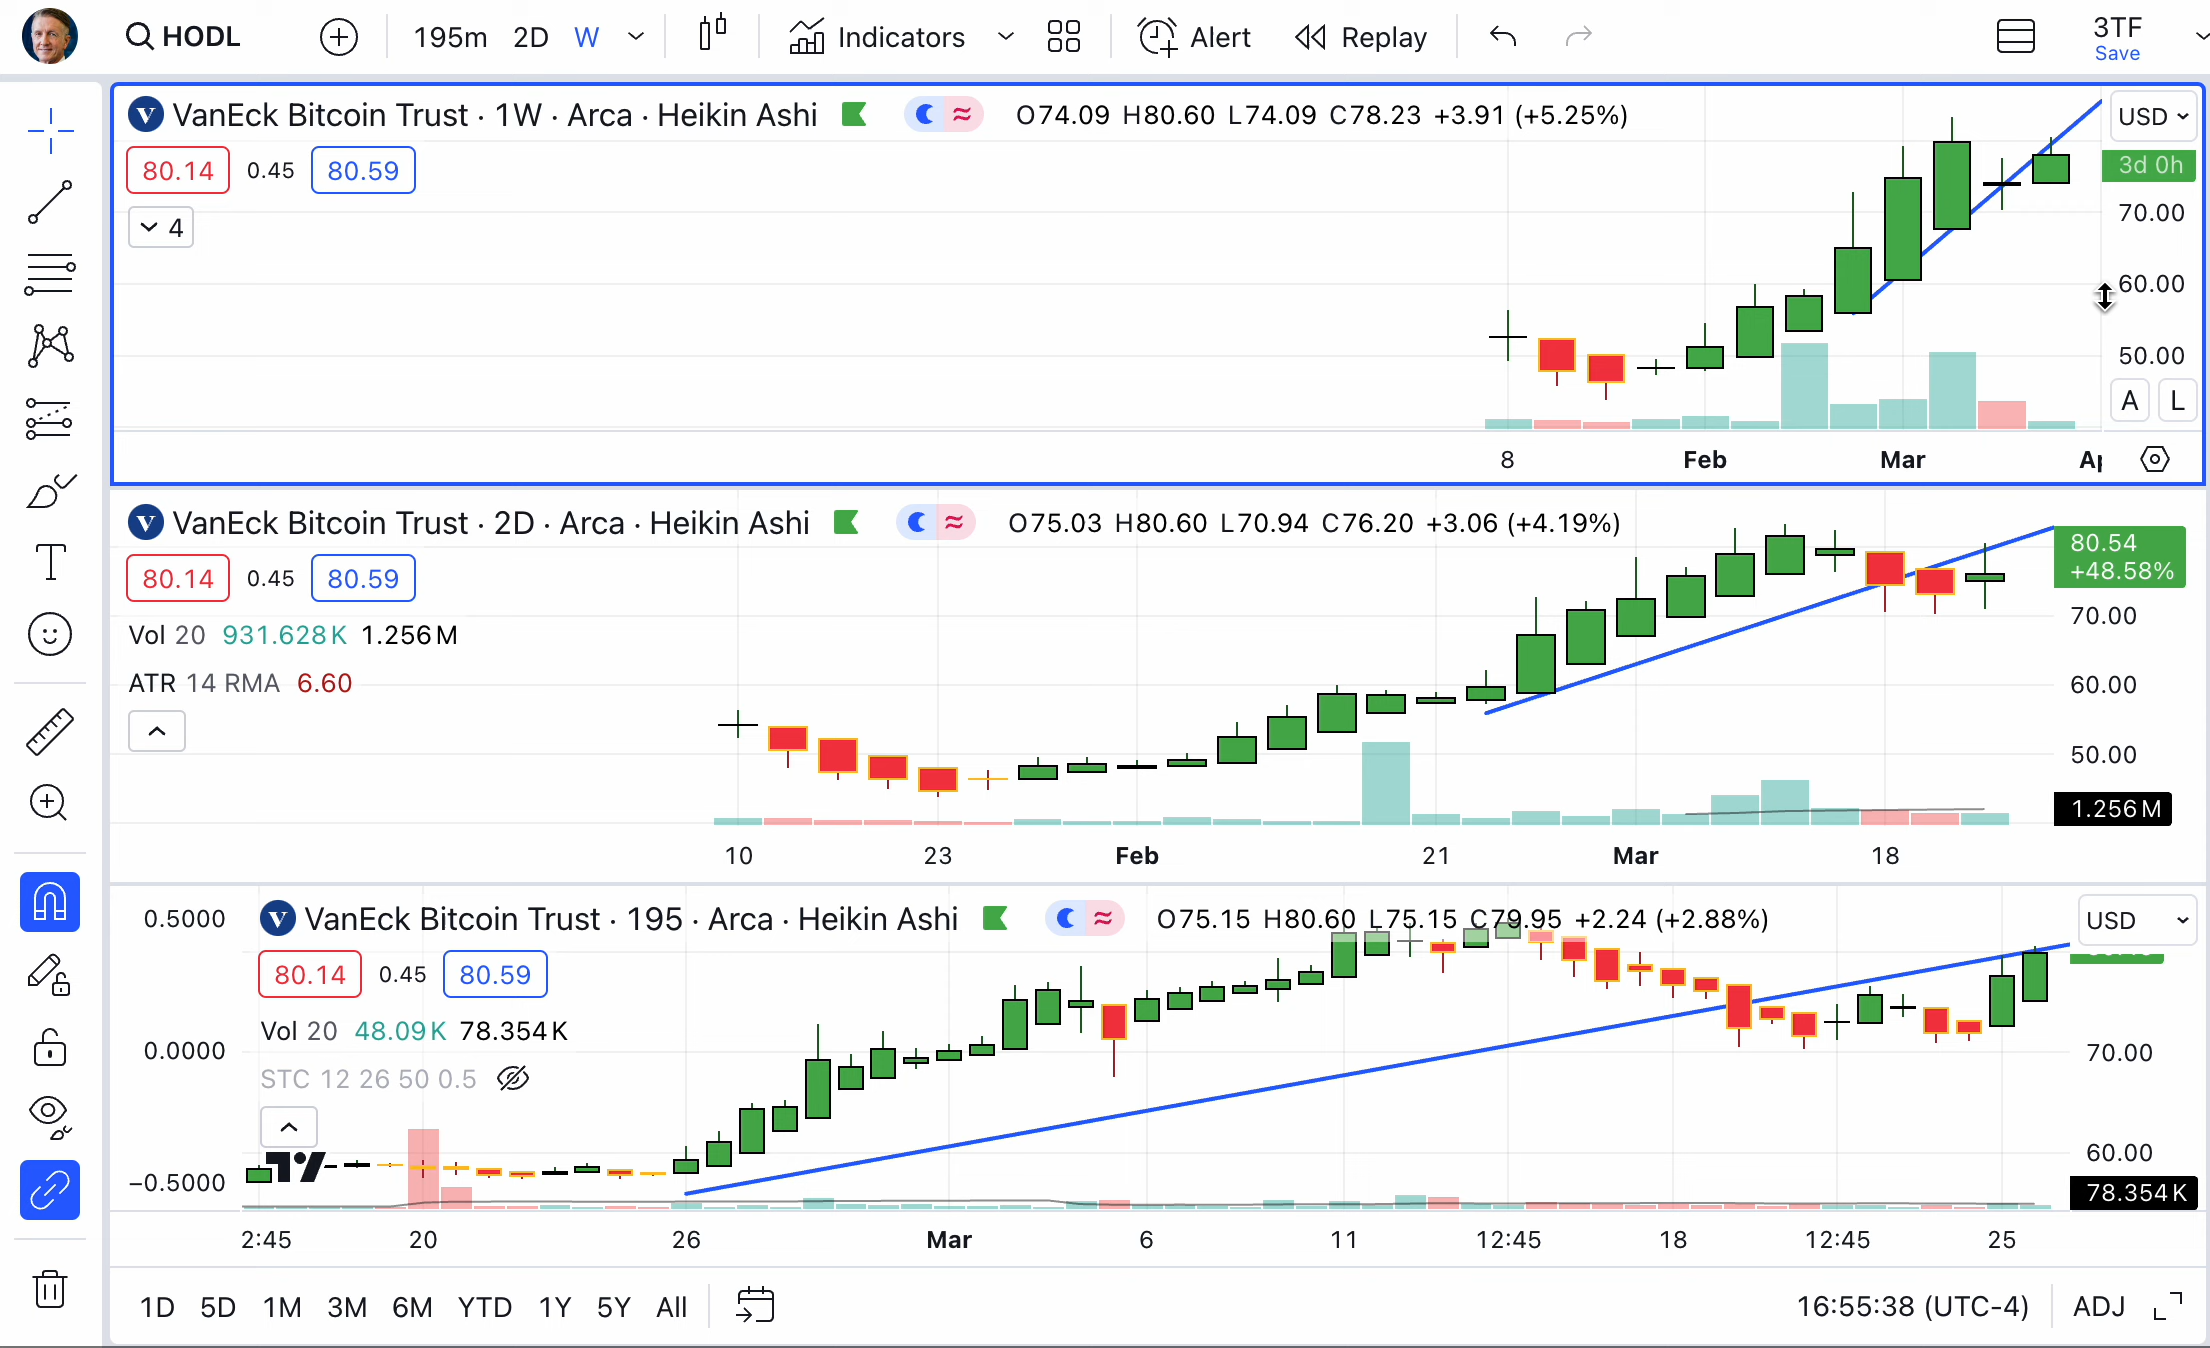 HODL 195m 2D W Indicators Alert Replay 3TF
Save
VanEck Bitcoin Trust · 1W · Arca · Heikin Ashi O74.09 H80.60 L74.09 C78.23 +3.91 (+5.25%) USD
80.14 0.45 80.59 3d 0h
70.00
4
60.00
50.00
A L
8 Feb Mar
VanEck Bitcoin Trust · 2D · Arca · Heikin Ashi O75.03 H80.60 L70.94 C76.20 +3.06 (+4.19%) 80.54
80.14 0.45 80.59 +48.58%
Vol 20 931.628K 1.256M 70.00
ATR 14 RMA 6.60 60.00
50.00
1.256M
10 23 Feb 21 Mar 18
0.5000 VanEck Bitcoin Trust · 195 · Arca · Heikin Ashi O75.15 H80.60 L75.15 C79.95 +2.24 (+2.88%) USD
80.14 0.45 80.59
Vol 20 48.09K 78.354K
0.0000 70.00
STC 12 26 50 0.5
60.00
−0.5000 78.354K
2:45 20 26 Mar 6 11 12:45 18 12:45 25
1D 5D 1M 3M 6M YTD 1Y 5Y All 16:55:38 (UTC-4) ADJ